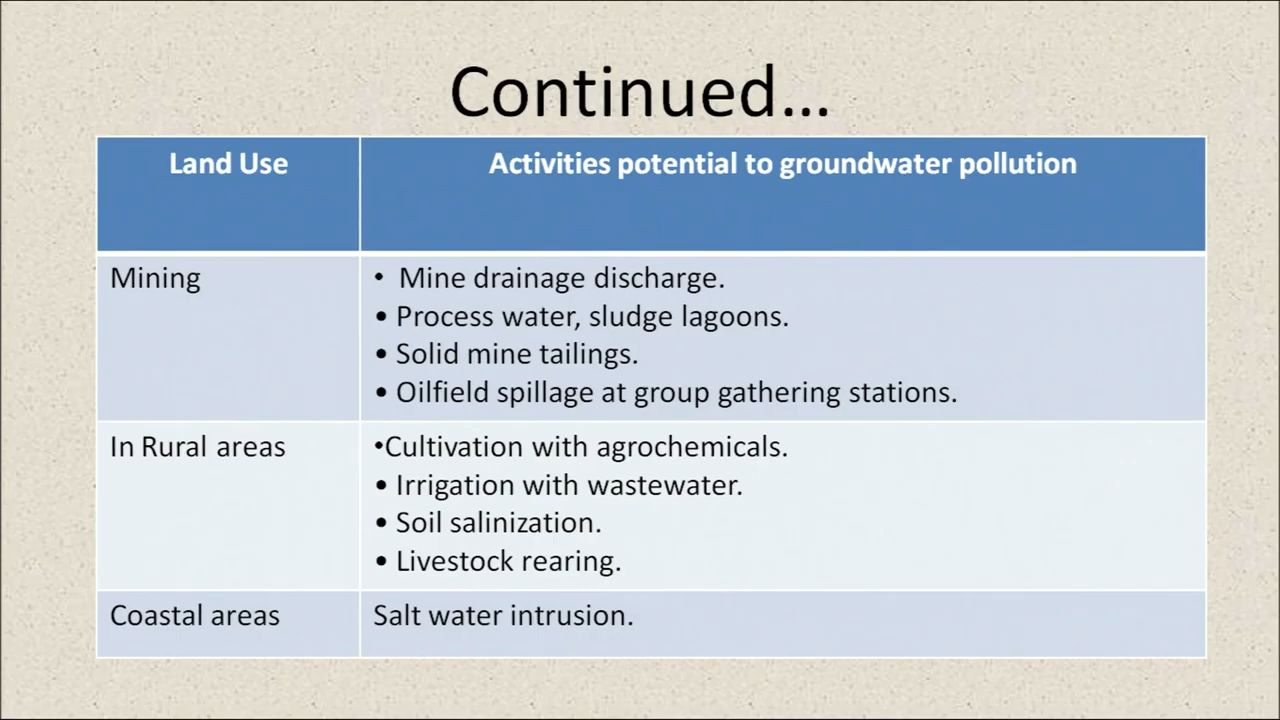 Continued...
Land Use
Activities potential to groundwater pollution
Mining
• Mine drainage discharge.
• Process water, sludge lagoons.
• Solid mine tailings.
• Oilfield spillage at group gathering stations.
In Rural areas
•Cultivation with agrochemicals.
• Irrigation with wastewater.
• Soil salinization.
• Livestock rearing.
Coastal areas
Salt water intrusion.